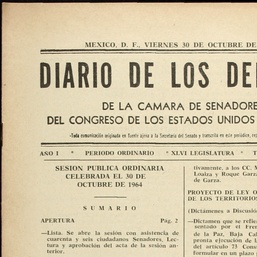 MEXICO, D. F., VIERNES 30 DE OCTUBRE DE
DIARIO DE LOS DE
DE LA CAMARA DE SENADORE
DEL CONGRESO DE LOS ESTADOS UNIDOS
AÑO I PERIODO ORDINARIO XLVI LEGISLATURA T
SESION PUBLICA ORDINARIA
CELEBRADA EL 30 DE
OCTUBRE DE 1964
SUMARIO
APERTURA Pág. 2
—Lista. Se abre la sesión con asistencia de
cuarenta y seis ciudadanos Senadores, Lec-
tura y aprobación del acta de la sesión an-
terior.
tivamente, a los CC. M
Loaiza y Roque Garz
de Garza.
PROYECTO DE LEY O
DE LOS TERRITORIOS
(Dictámenes a Discusión
—Dictamen que se refie
sentado por el Fren
de La Paz, Baja Cal
pronta ejecución de l
del artículo 73 Const
formular en un plazo